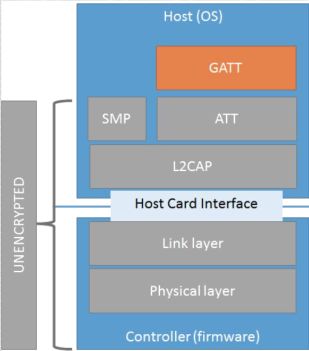 Host (OS)
GATT
SMP
ATT
L2CAP
UNENCRYPTED
Host Card Interface
Link layer
Physical layer
Controller (firmware)